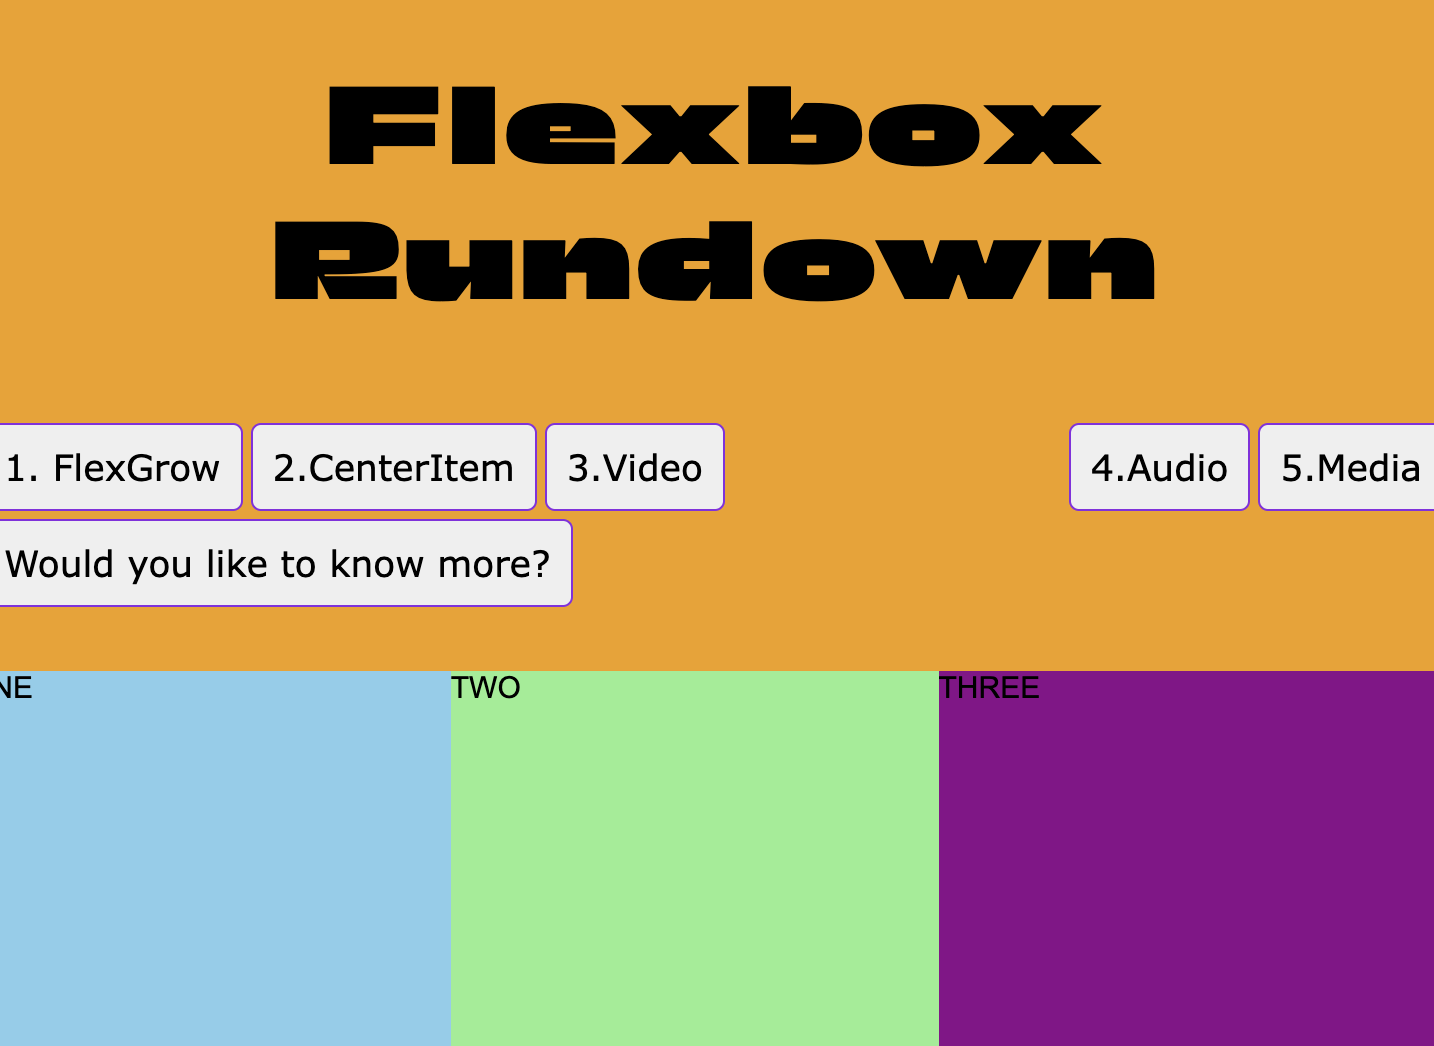 Flexbox
Rundown
1. FlexGrow 2.CenterItem 3.Video 4.Audio 5.Media
Would you like to know more?
NE TWO THREE